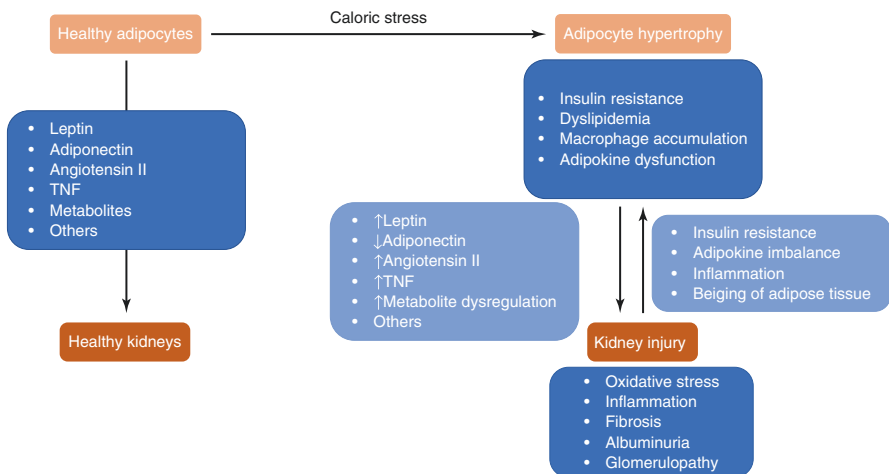 Caloric stress
Healthy adipocytes
Adipocyte hypertrophy
• Leptin
• Adiponectin
• Angiotensin II
• TNF
• Metabolites
• Others
• Insulin resistance
• Dyslipidemia
• Macrophage accumulation
• Adipokine dysfunction
• ↑Leptin
• ↓Adiponectin
• ↑Angiotensin II
• ↑TNF
• ↑Metabolite dysregulation
• Others
• Insulin resistance
• Adipokine imbalance
• Inflammation
• Beiging of adipose tissue
Healthy kidneys
Kidney injury
• Oxidative stress
• Inflammation
• Fibrosis
• Albuminuria
• Glomerulopathy